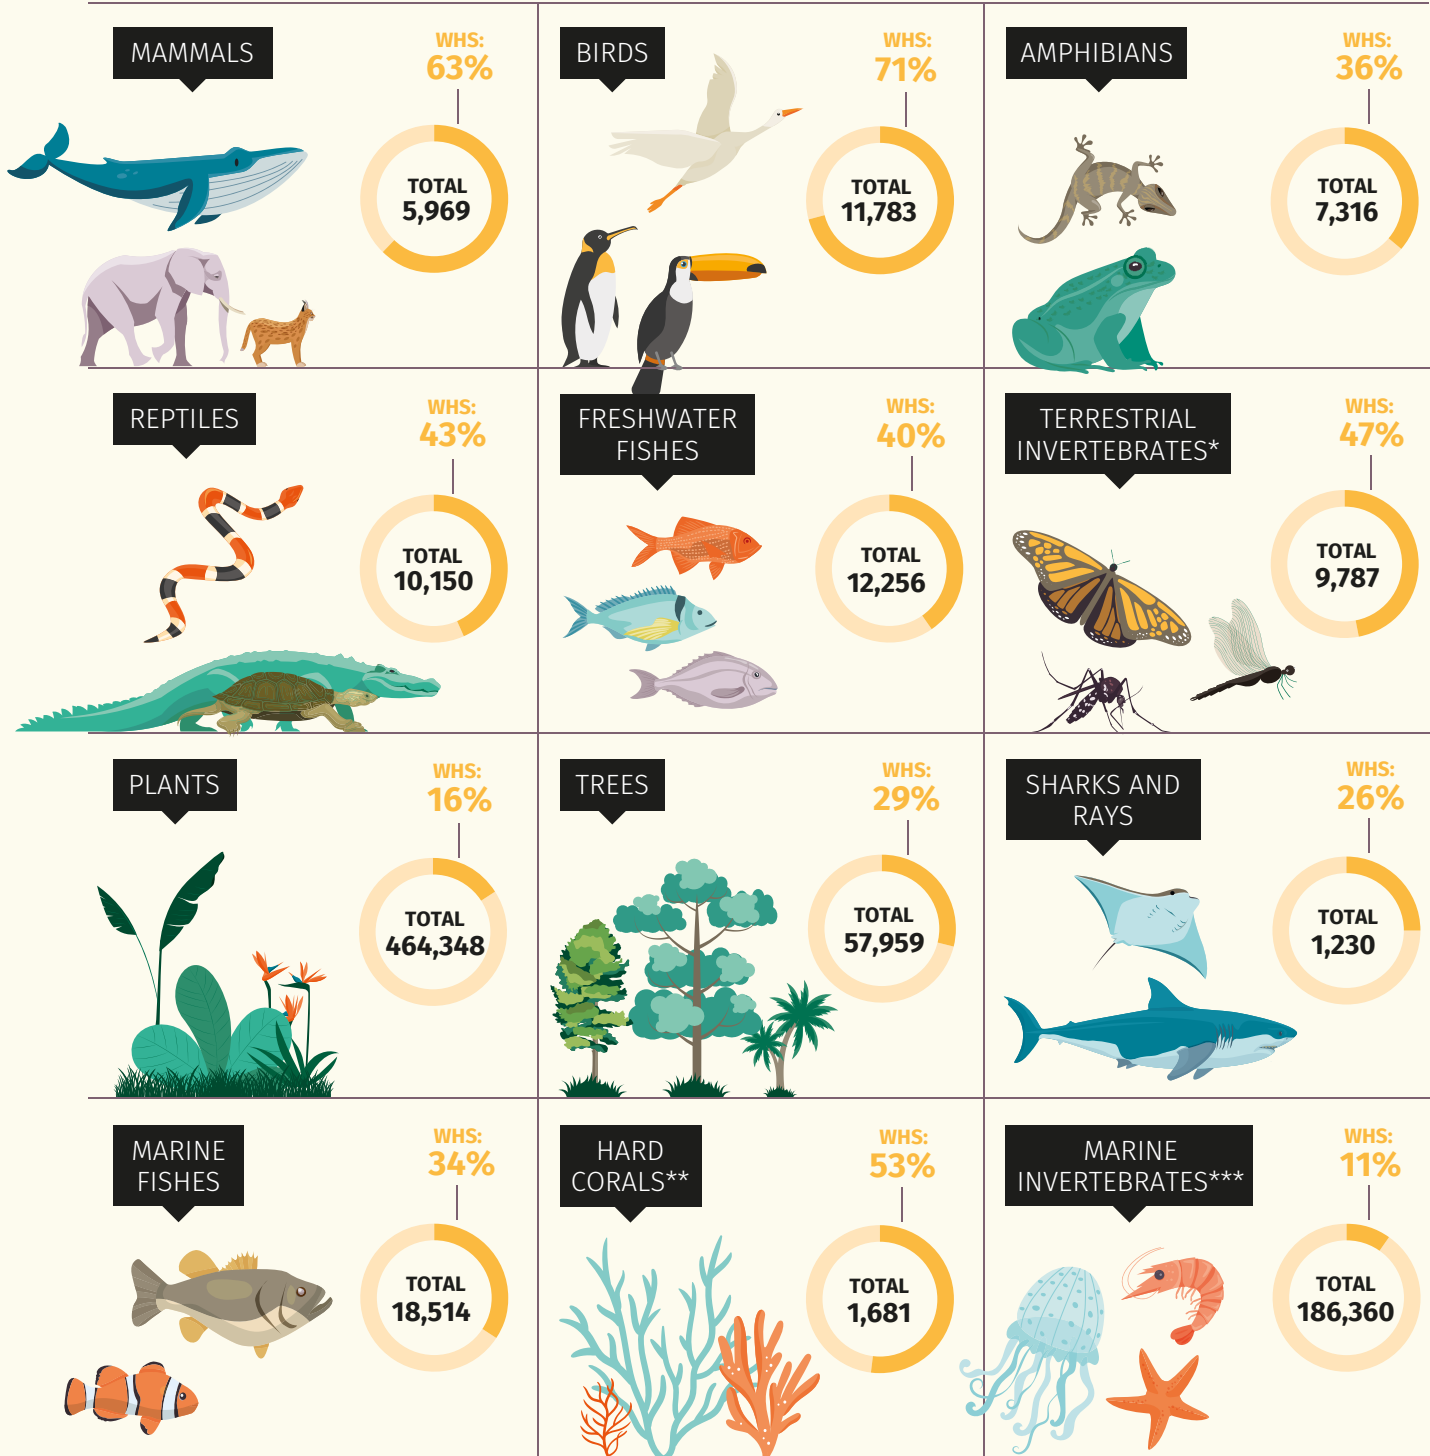 MAMMALS
WHS:
63%
TOTAL
5,969
BIRDS
WHS:
71%
TOTAL
11,783
AMPHIBIANS
WHS:
36%
TOTAL
7,316
REPTILES
WHS:
43%
TOTAL
10,150
FRESHWATER
FISHES
WHS:
40%
TOTAL
12,256
TERRESTRIAL
INVERTEBRATES*
WHS:
47%
TOTAL
9,787
PLANTS
WHS:
16%
TOTAL
464,348
TREES
WHS:
29%
TOTAL
57,959
SHARKS AND
RAYS
WHS:
26%
TOTAL
1,230
MARINE
FISHES
WHS:
34%
TOTAL
18,514
HARD
CORALS**
WHS:
53%
TOTAL
1,681
MARINE
INVERTEBRATES***
WHS:
11%
TOTAL
186,360